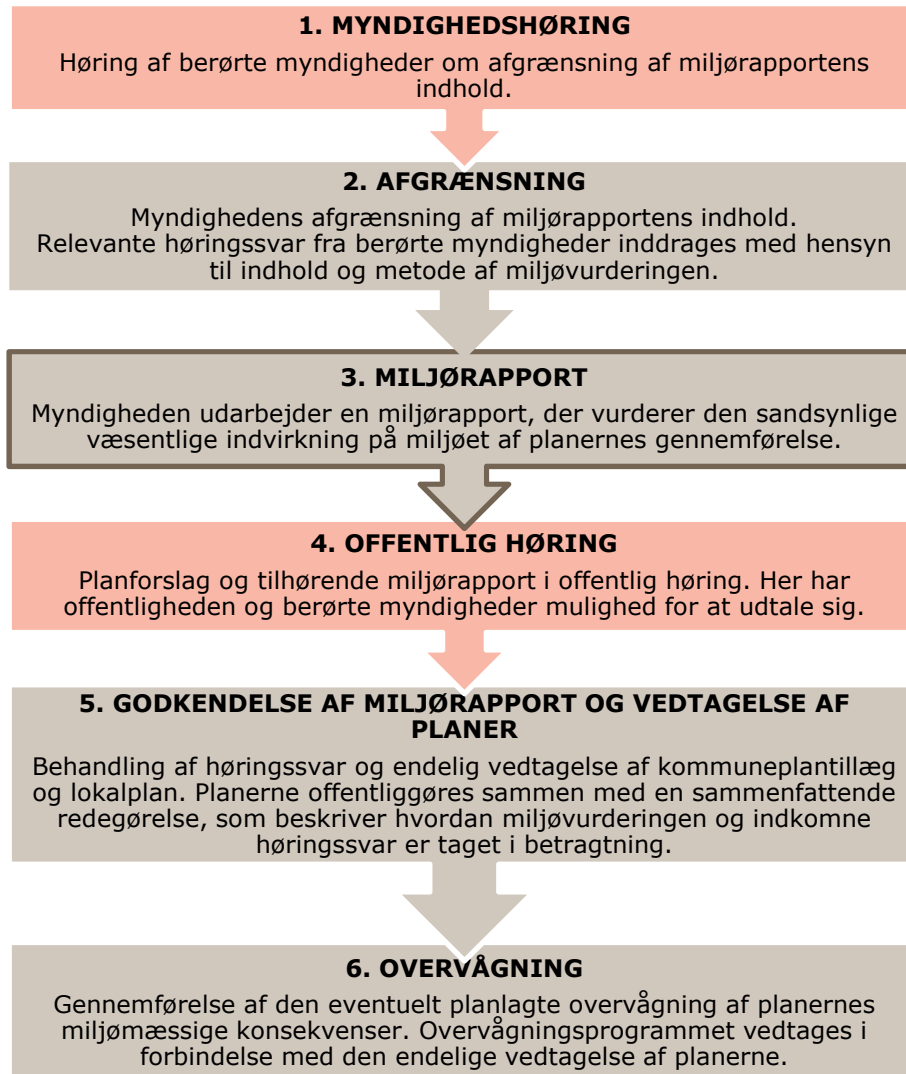 1. MYNDIGHEDSHØRING
Høring af berørte myndigheder om afgrænsning af miljørapportens
indhold.
2. AFGRÆNSNING
Myndighedens afgrænsning af miljørapportens indhold.
Relevante høringssvar fra berørte myndigheder inddrages med hensyn
til indhold og metode af miljøvurderingen.
3. MILJØRAPPORT
Myndigheden udarbejder en miljørapport, der vurderer den sandsynlige
væsentlige indvirkning på miljøet af planernes gennemførelse.
4. OFFENTLIG HØRING
Planforslag og tilhørende miljørapport i offentlig høring. Her har
offentligheden og berørte myndigheder mulighed for at udtale sig.
5. GODKENDELSE AF MILJØRAPPORT OG VEDTAGELSE AF
PLANER
Behandling af høringssvar og endelig vedtagelse af kommuneplantillæg
og lokalplan. Planerne offentliggøres sammen med en sammenfattende
redegørelse, som beskriver hvordan miljøvurderingen og indkomne
høringssvar er taget i betragtning.
6. OVERVÅGNING
Gennemførelse af den eventuelt planlagte overvågning af planernes
miljømæssige konsekvenser. Overvågningsprogrammet vedtages i
forbindelse med den endelige vedtagelse af planerne.